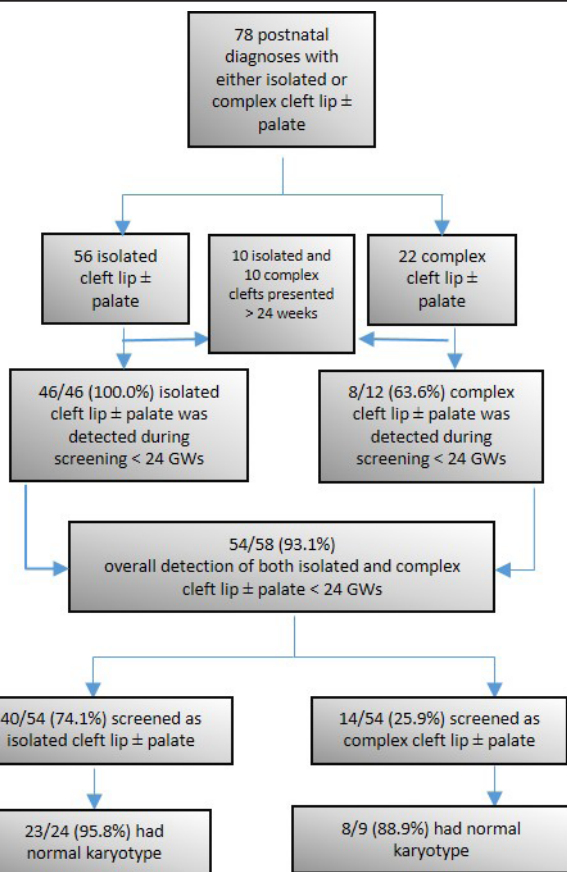 78 postnatal
diagnoses with
either isolated or
complex cleft lip ±
palate
56 isolated
cleft lip ±
palate
10 isolated and
10 complex
clefts presented
> 24 weeks
22 complex
cleft lip ±
palate
46/46 (100.0%) isolated
cleft lip ± palate was
detected during
screening < 24 GWs
8/12 (63.6%) complex
cleft lip ± palate was
detected during
screening < 24 GWs
54/58 (93.1%)
overall detection of both isolated and complex
cleft lip ± palate < 24 GWs
40/54 (74.1%) screened as
isolated cleft lip ± palate
14/54 (25.9%) screened as
complex cleft lip ± palate
23/24 (95.8%) had
normal karyotype
8/9 (88.9%) had normal
karyotype